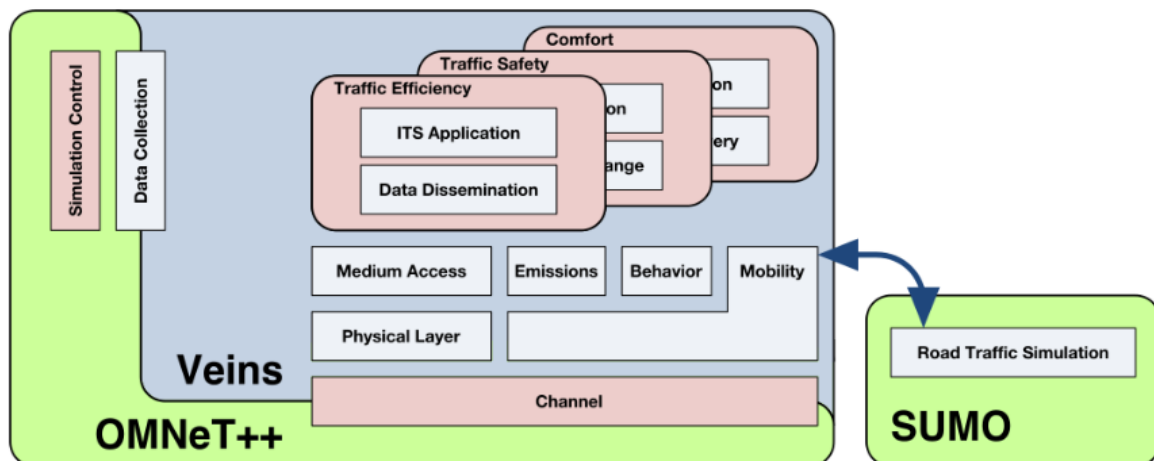 Comfort
Traffic Safety
Traffic Efficiency
Simulation Control
Data Collection
on
ITS Application
on
ery
Data Dissemination
ange
Medium Access
Emissions
Behavior
Mobility
Physical Layer
Road Traffic Simulation
Veins
Channel
OMNeT++
SUMO